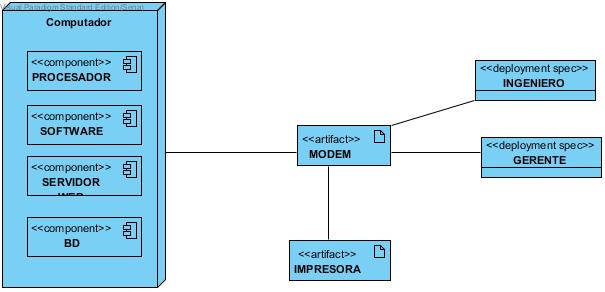 Visual Paradigm Standard Edition(Sena)
Computador
<<component>>
PROCESADOR
<<component>>
SOFTWARE
<<component>>
SERVIDOR
WEB
<<component>>
BD
<<artifact>>
MODEM
<<artifact>>
IMPRESORA
<<deployment spec>>
INGENIERO
<<deployment spec>>
GERENTE